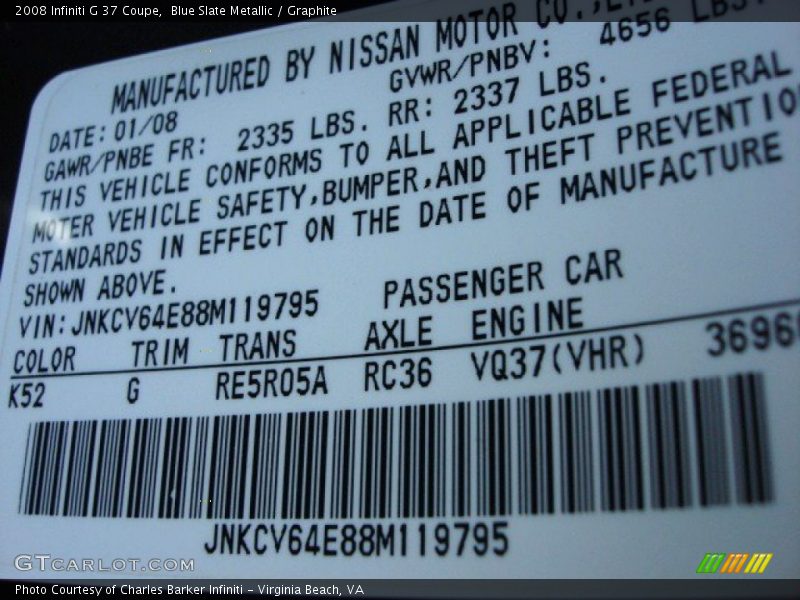 2008 Infiniti G 37 Coupe,  Blue Slate Metallic / Graphite
MANUFACTURED BY NISSAN MOTOR CO.,
DATE: 01/08 GVWR/PNBV: 4656 LBS.
GAWR/PNBE FR: 2335 LBS. RR: 2337 LBS.
THIS VEHICLE CONFORMS TO ALL APPLICABLE FEDERAL
MOTER VEHICLE SAFETY,BUMPER,AND THEFT PREVENTIO
STANDARDS IN EFFECT ON THE DATE OF MANUFACTURE
SHOWN ABOVE.
VIN: JNKCV64E88M119795 PASSENGER CAR
COLOR TRIM TRANS AXLE ENGINE
K52 G RE5R05A RC36 VQ37(VHR) 3696
JNKCV64E88M119795
GTCARLOT.COM
Photo Courtesy of Charles Barker Infiniti - Virginia Beach, VA